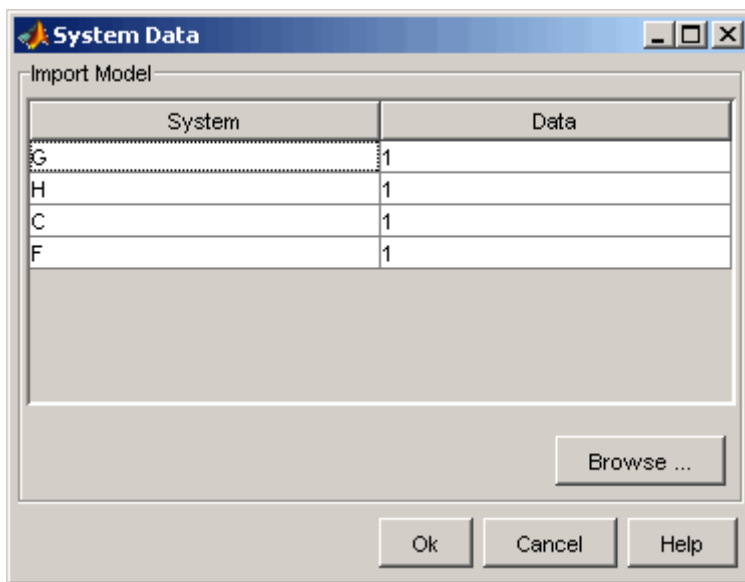 System Data
Import Model
System Data
G 1
H 1
C 1
F 1
Browse ...
Ok Cancel Help